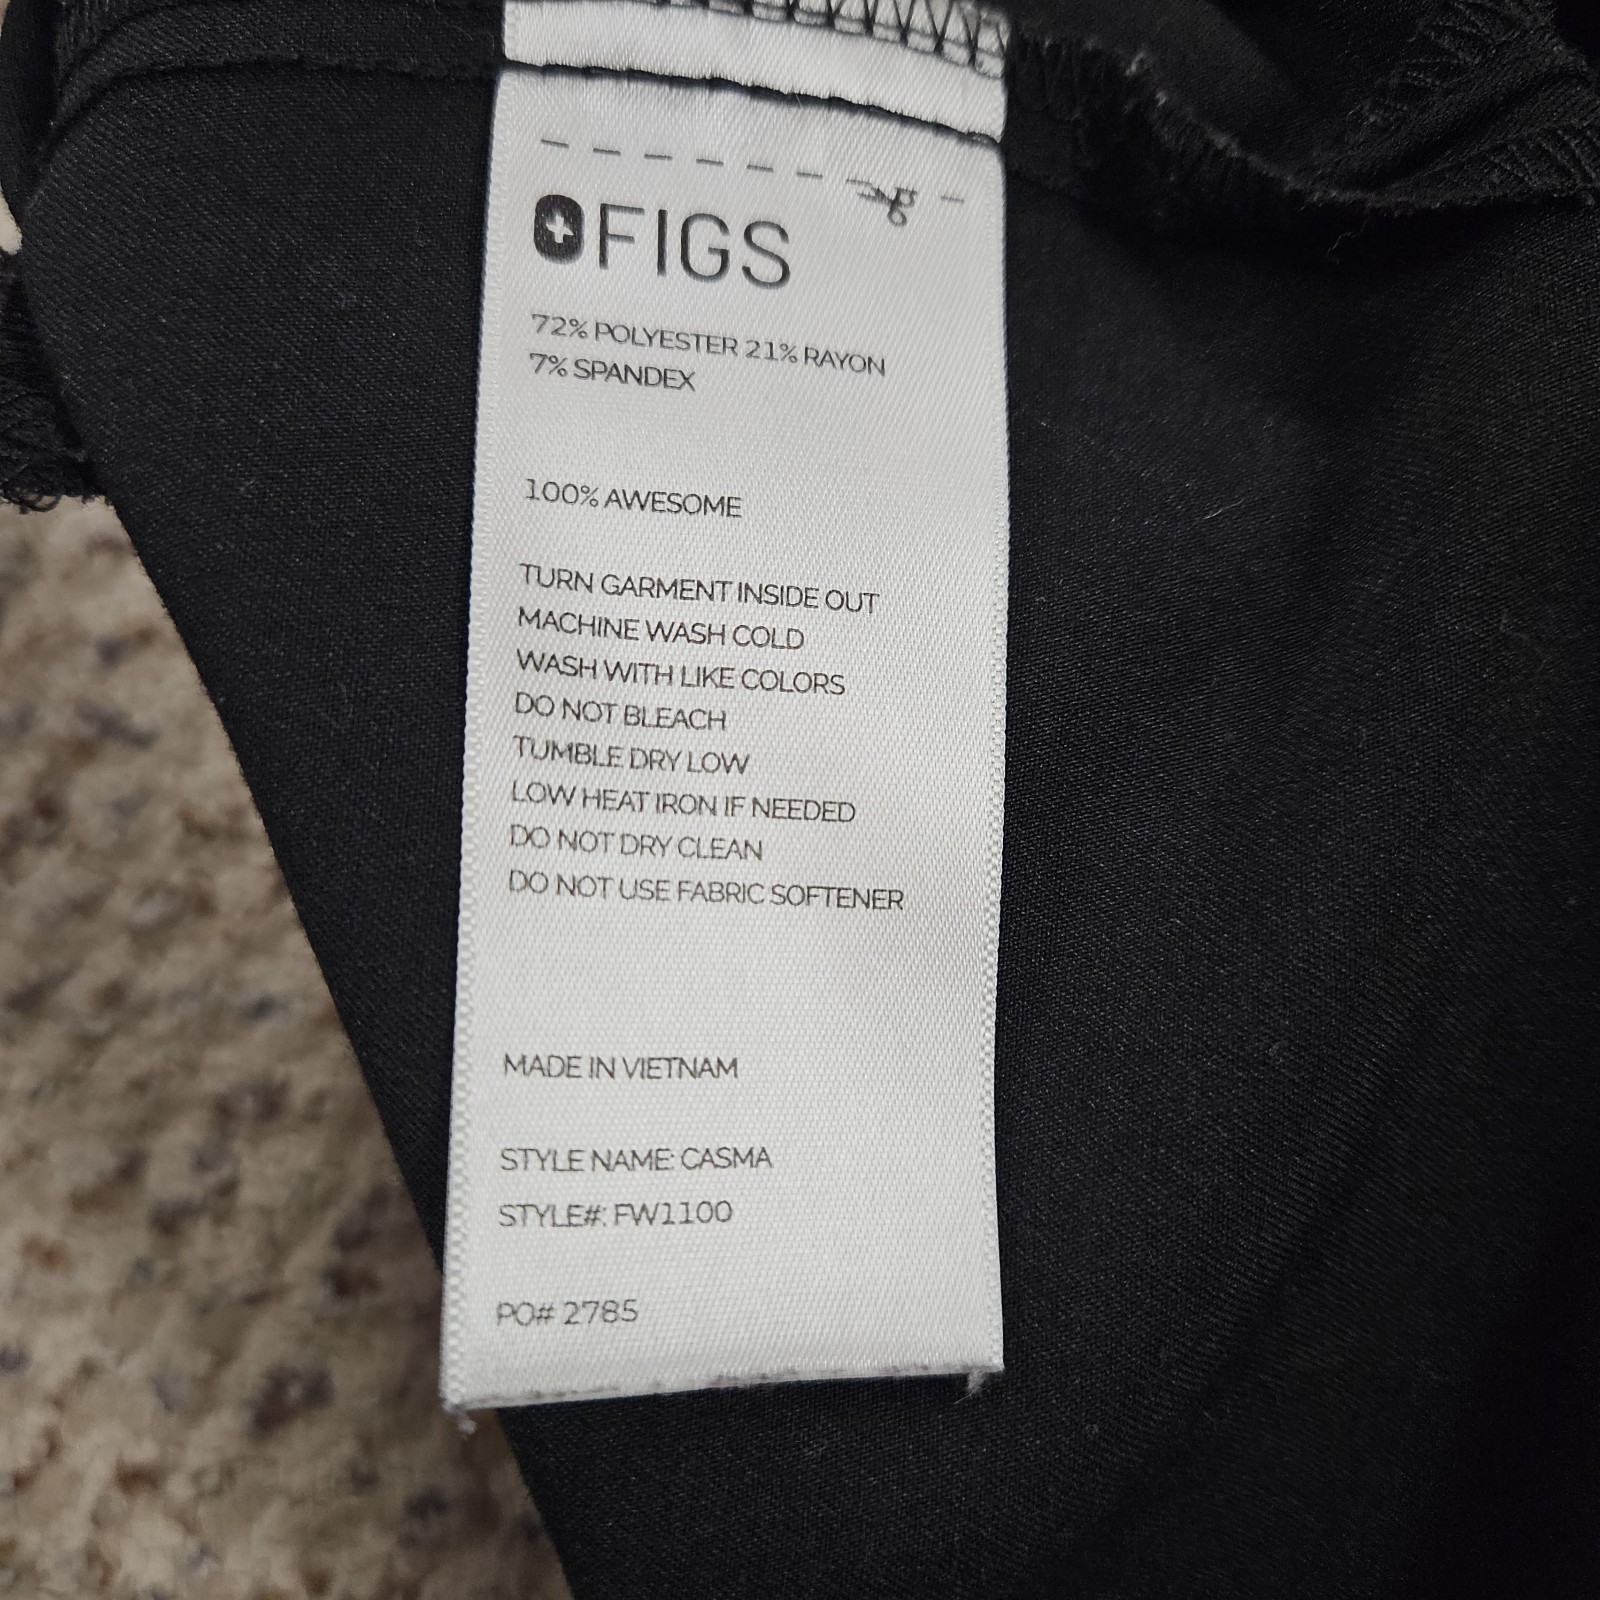 FIGS
72% POLYESTER 21% RAYON
7% SPANDEX
100% AWESOME
TURN GARMENT INSIDE OUT
MACHINE WASH COLD
WASH WITH LIKE COLORS
DO NOT BLEACH
TUMBLE DRY LOW
LOW HEAT IRON IF NEEDED
DO NOT DRY CLEAN
DO NOT USE FABRIC SOFTENER
MADE IN VIETNAM
STYLE NAME: CASMA
STYLE#: FW1100
PO# 2785